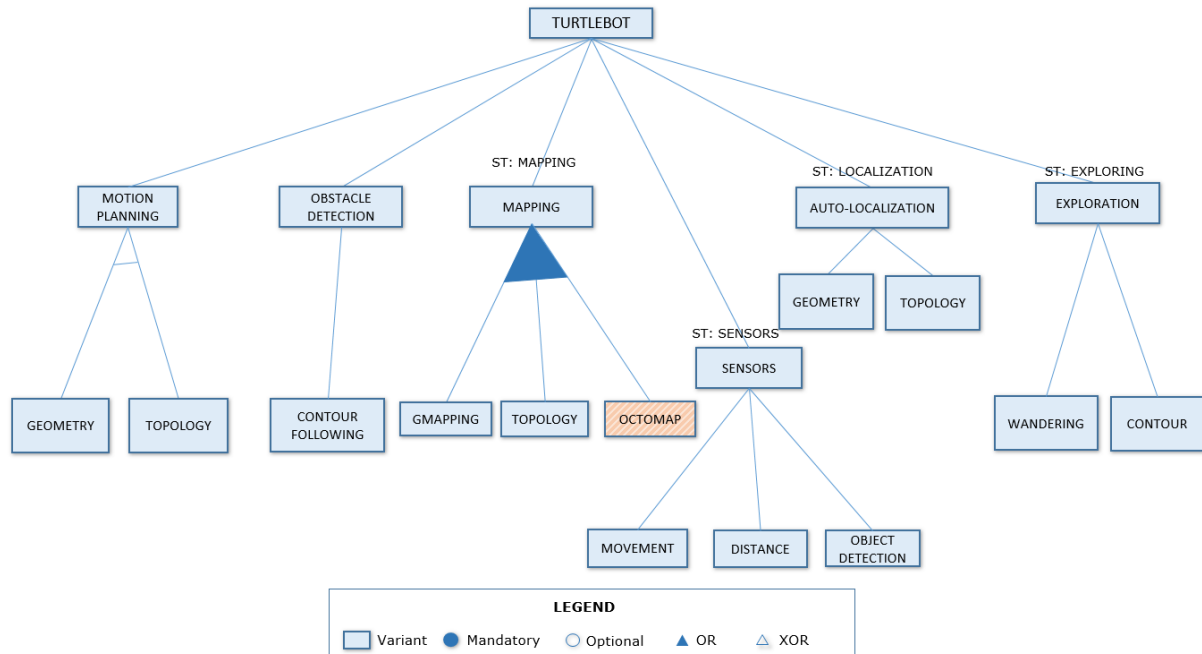 TURTLEBOT
ST: MAPPING
ST: LOCALIZATION
ST: EXPLORING
MOTION
PLANNING
OBSTACLE
DETECTION
MAPPING
AUTO-LOCALIZATION
EXPLORATION
GEOMETRY
TOPOLOGY
ST: SENSORS
SENSORS
GEOMETRY
TOPOLOGY
CONTOUR
FOLLOWING
GMAPPING
TOPOLOGY
OCTOMAP
WANDERING
CONTOUR
MOVEMENT
DISTANCE
OBJECT
DETECTION
LEGEND
Variant
Mandatory
Optional
OR
XOR